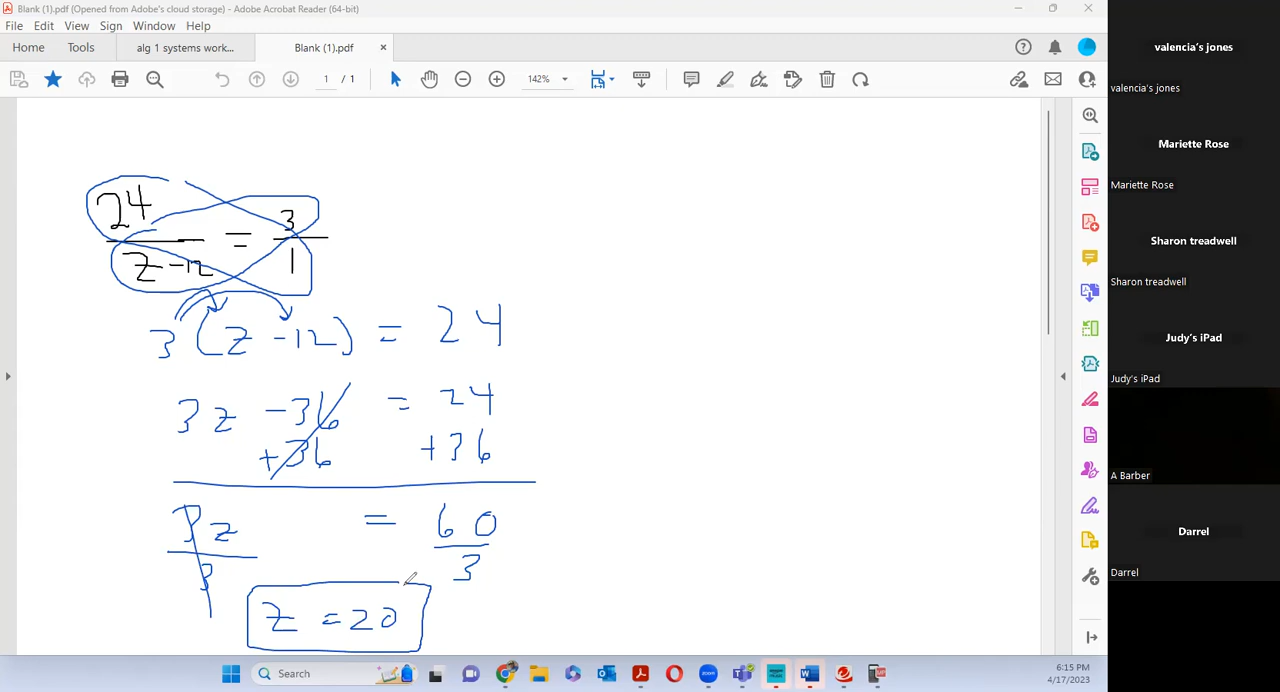 Blank (1).pdf (Opened from Adobe's cloud storage) - Adobe Acrobat Reader (64-bit)
File Edit View Sign Window Help
Home Tools alg 1 systems work... Blank (1).pdf ×
1 / 1 142%
24 / z - 12 = 3 / 1
3 (z - 12) = 24
3z - 36 = 24
+36 +36
3z / 3 = 60 / 3
z = 20
valencia's jones
valencia's jones
Mariette Rose
Mariette Rose
Sharon treadwell
Sharon treadwell
Judy's iPad
Judy's iPad
A Barber
Darrel
Darrel
Search
6:15 PM
4/17/2023